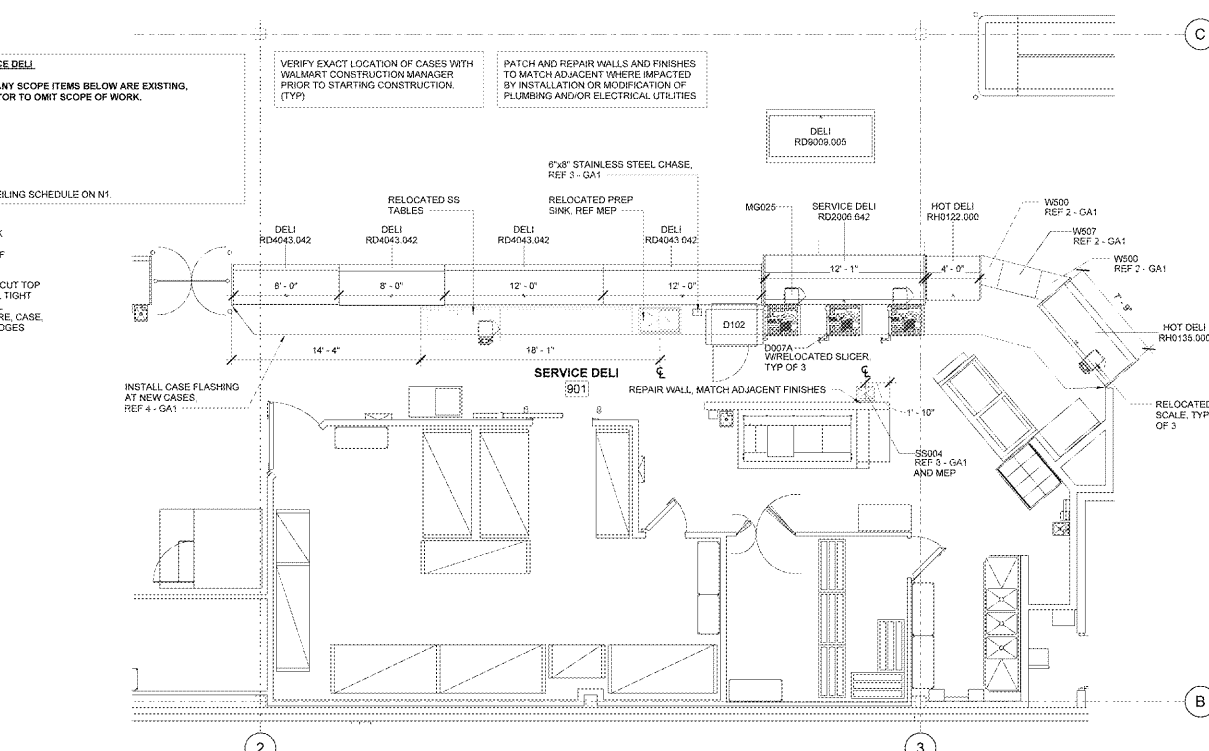 CE DELI
ANY SCOPE ITEMS BELOW ARE EXISTING,
TOR TO OMIT SCOPE OF WORK.
EILING SCHEDULE ON N1.
K
F
CUT TOP
TIGHT
RE, CASE,
DGES
VERIFY EXACT LOCATION OF CASES WITH
WALMART CONSTRUCTION MANAGER
PRIOR TO STARTING CONSTRUCTION.
(TYP)
PATCH AND REPAIR WALLS AND FINISHES
TO MATCH ADJACENT WHERE IMPACTED
BY INSTALLATION OR MODIFICATION OF
PLUMBING AND/OR ELECTRICAL UTILITIES
C
DELI
RD9009.005
6"x8" STAINLESS STEEL CHASE,
REF 3 - GA1
RELOCATED SS
TABLES
RELOCATED PREP
SINK, REF MEP
MG025
SERVICE DELI
RD2006.642
HOT DELI
RH0122.000
W500
REF 2 - GA1
W507
REF 2 - GA1
W500
REF 2 - GA1
DELI
RD4043.042
DELI
RD4043.042
DELI
RD4043.042
DELI
RD4043.042
6' - 0"
8' - 0"
12' - 0"
12' - 0"
12' - 1"
4' - 0"
7' - 9"
D102
HOT DELI
RH0135.000
14' - 4"
18' - 1"
D007A
W/RELOCATED SLICER,
TYP OF 3
SERVICE DELI
901
INSTALL CASE FLASHING
AT NEW CASES,
REF 4 - GA1
REPAIR WALL, MATCH ADJACENT FINISHES
1' - 10"
RELOCATED
SCALE, TYP
OF 3
SS004
REF 3 - GA1
AND MEP
B
2
3